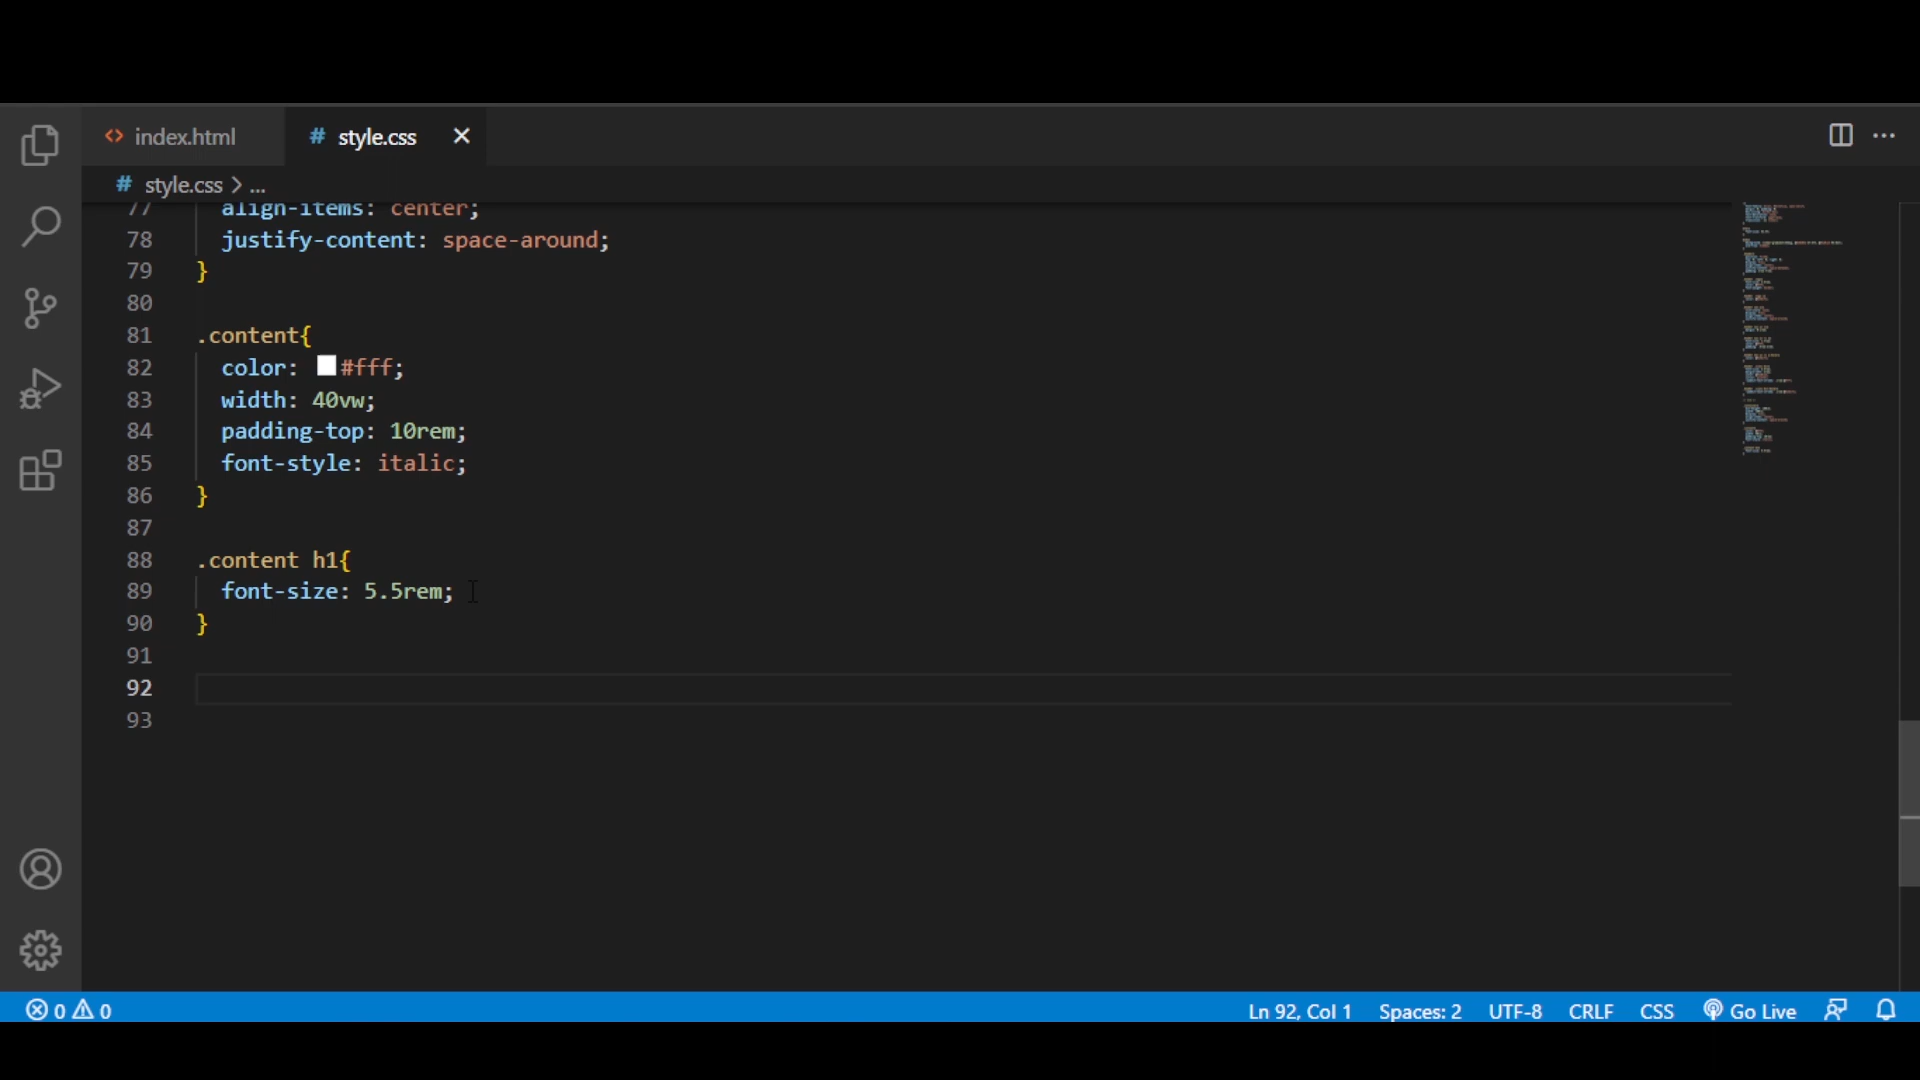 index.html
style.css
style.css > ...
77 align-items: center;
78 justify-content: space-around;
79 }
80
81 .content{
82 color: #fff;
83 width: 40vw;
84 padding-top: 10rem;
85 font-style: italic;
86 }
87
88 .content h1{
89 font-size: 5.5rem;
90 }
91
92
93
0 0 Ln 92, Col 1 Spaces: 2 UTF-8 CRLF CSS Go Live